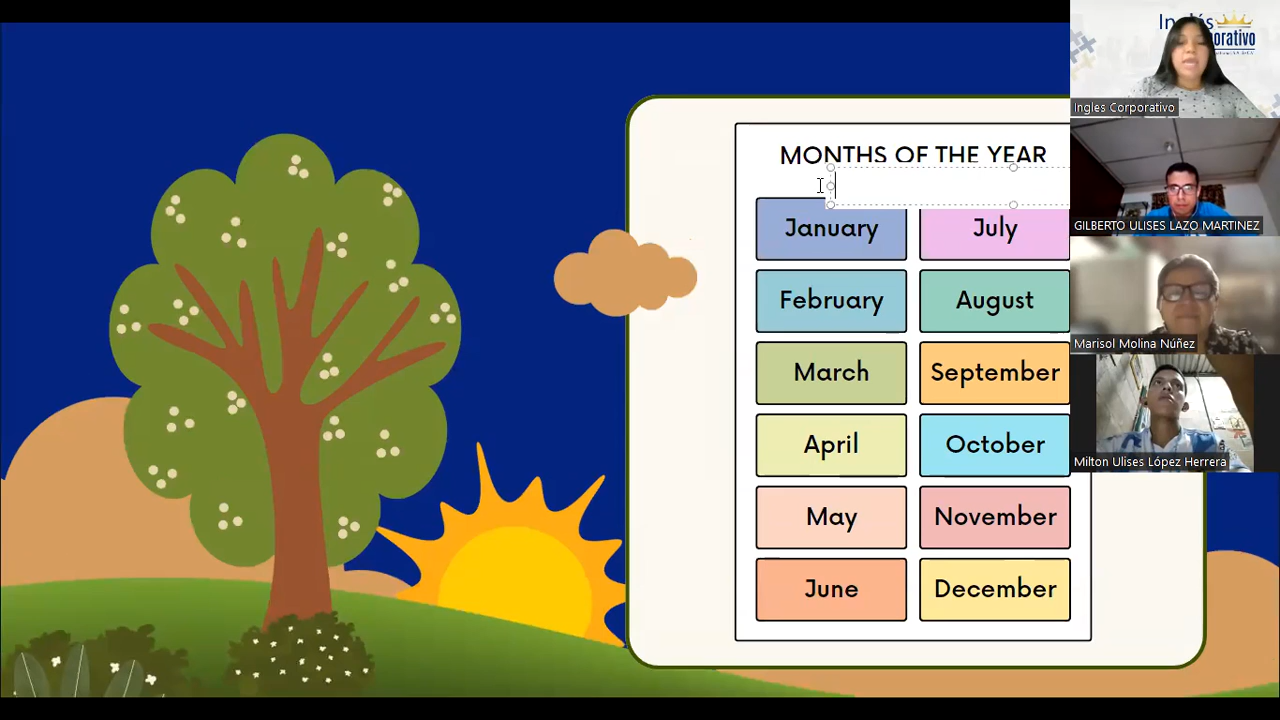 MONTHS OF THE YEAR
January
July
February
August
March
September
April
October
May
November
June
December
Inglés
Ingles Corporativo
GILBERTO ULISES LAZO MARTINEZ
Marisol Molina Núñez
Milton Ulises López Herrera